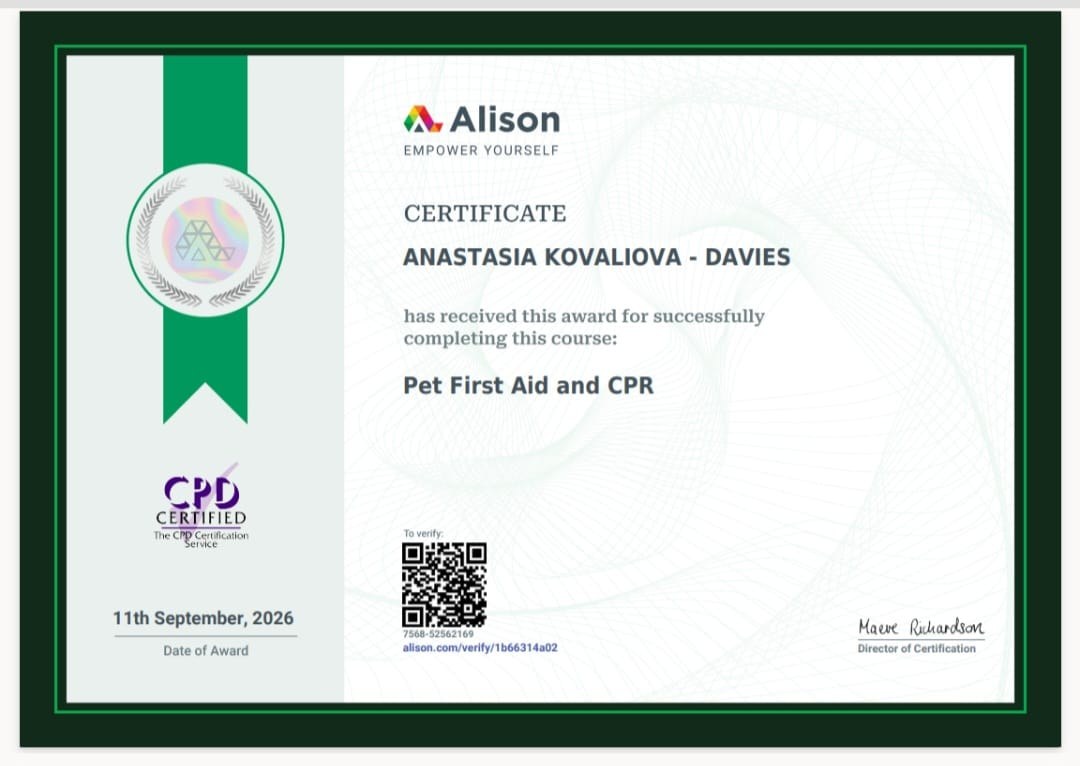 Alison
EMPOWER YOURSELF
CERTIFICATE
ANASTASIA KOVALIOVA - DAVIES
has received this award for successfully
completing this course:
Pet First Aid and CPR
CPD
CERTIFIED
The CPD Certification
Service
11th September, 2026
Date of Award
To verify:
7568-52562169
alison.com/verify/1b66314a02
Maeve Richardson
Director of Certification